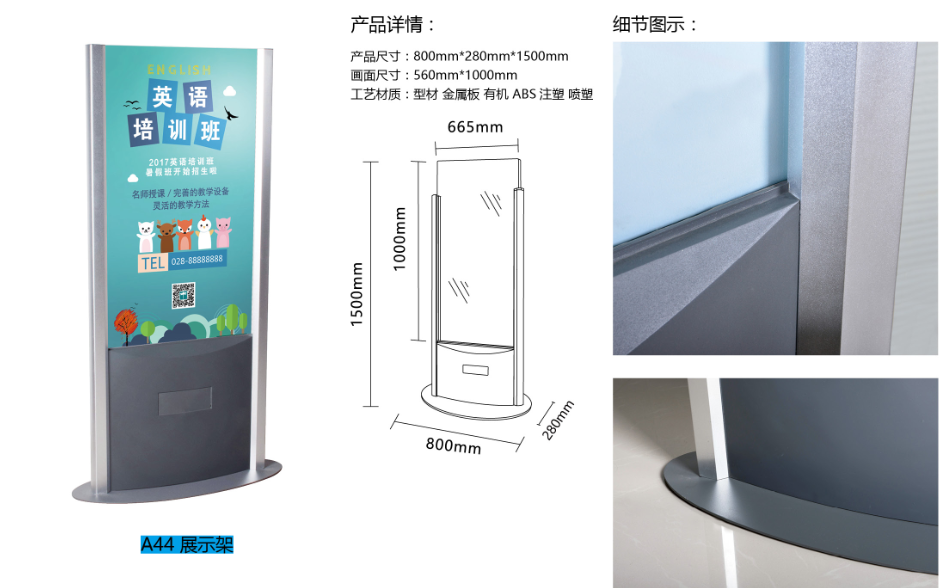 ENGLISH
英语
培训班
2017英语培训班
暑假班开始招生啦
名师授课/完善的教学设备
灵活的教学方法
TEL 028-88888888
A44 展示架
产品详情：
产品尺寸：800mm*280mm*1500mm
画面尺寸：560mm*1000mm
工艺材质：型材 金属板 有机 ABS 注塑 喷塑
665mm
1000mm
1500mm
800mm
280mm
细节图示：